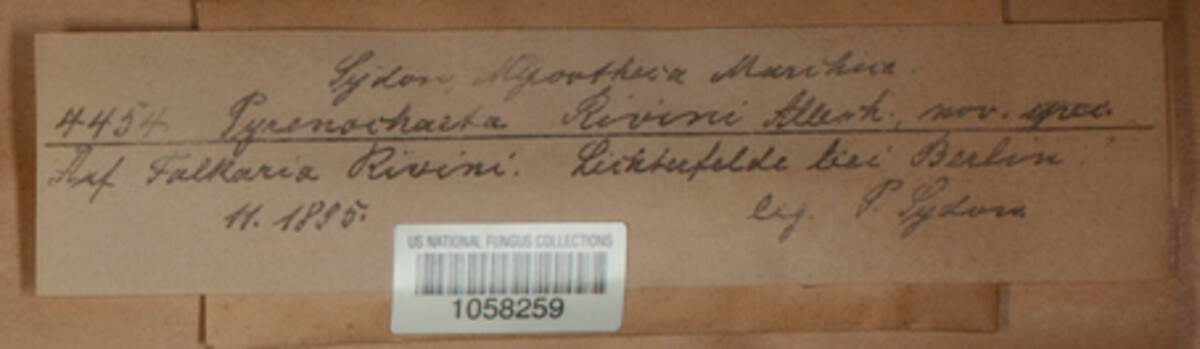 Sydow, Mycotheca Marchica.
4454 Pyrenochaeta Rivini Allesch., nov. spec.
Auf Falkaria Rivini. Lichterfelde bei Berlin.
11. 1895. leg. P. Sydow
US NATIONAL FUNGUS COLLECTIONS
1058259